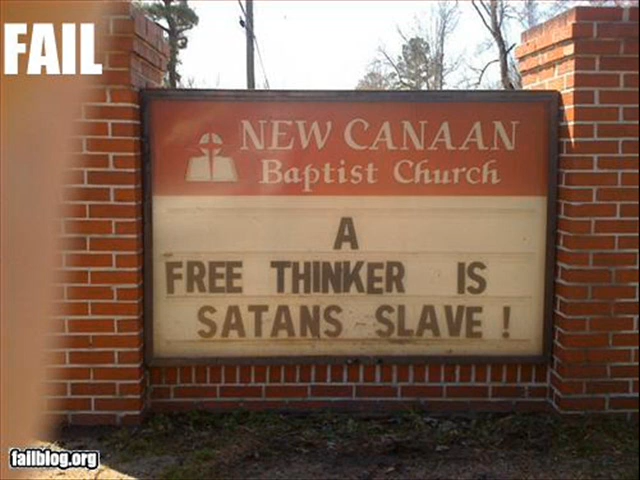 FAIL
NEW CANAAN
Baptist Church
A
FREE THINKER IS
SATANS SLAVE !
failblog.org